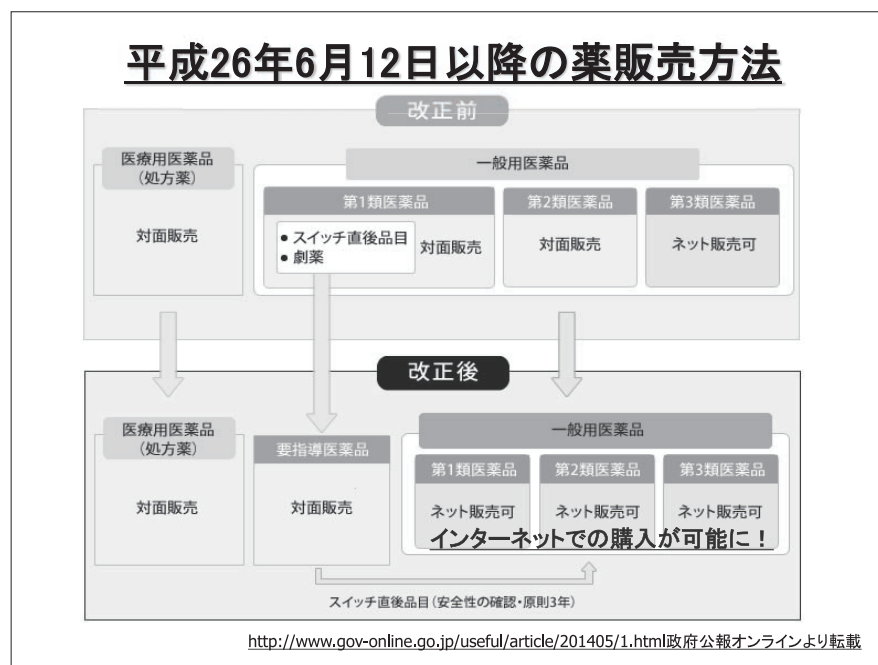 平成26年6月12日以降の薬販売方法
改正前
医療用医薬品
(処方薬)
対面販売
一般用医薬品
第1類医薬品
● スイッチ直後品目
● 劇薬
対面販売
第2類医薬品
対面販売
第3類医薬品
ネット販売可
改正後
医療用医薬品
(処方薬)
対面販売
要指導医薬品
対面販売
一般用医薬品
第1類医薬品
ネット販売可
第2類医薬品
ネット販売可
第3類医薬品
ネット販売可
インターネットでの購入が可能に!
スイッチ直後品目(安全性の確認・原則3年)
http://www.gov-online.go.jp/useful/article/201405/1.html政府公報オンラインより転載